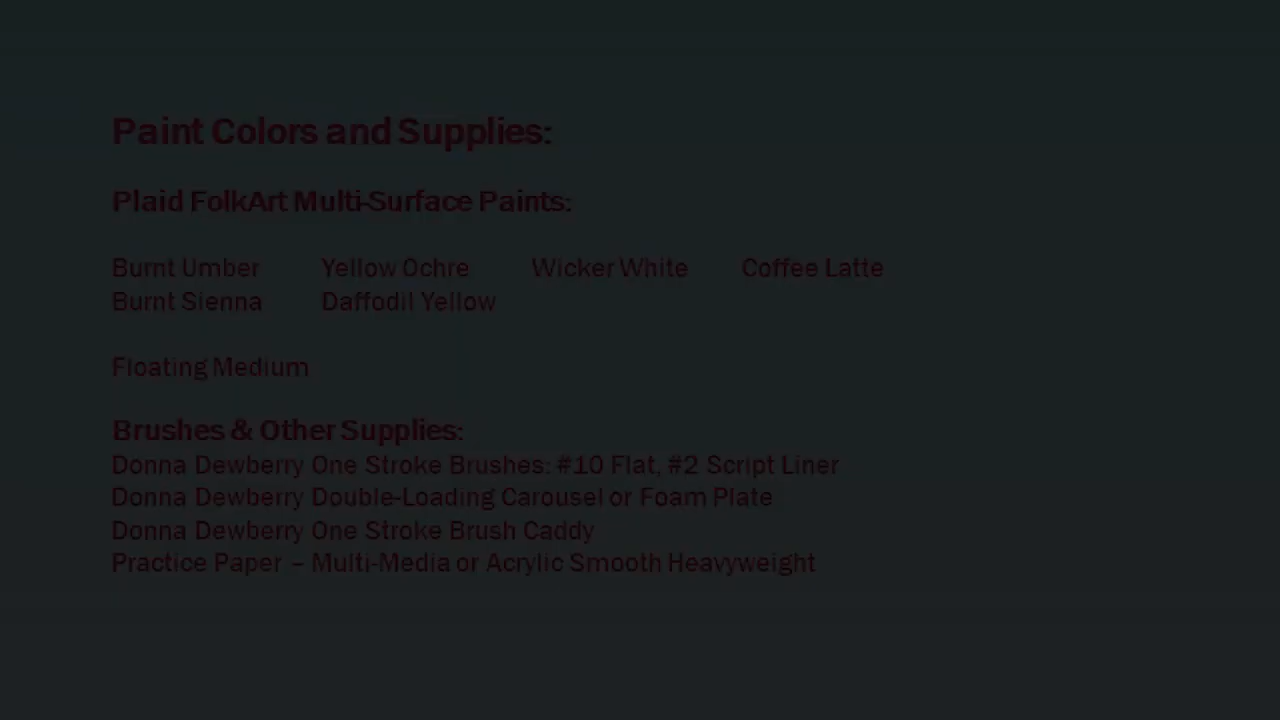 Paint Colors and Supplies:
Plaid FolkArt Multi-Surface Paints:
Burnt Umber Yellow Ochre Wicker White Coffee Latte
Burnt Sienna Daffodil Yellow
Floating Medium
Brushes & Other Supplies:
Donna Dewberry One Stroke Brushes: #10 Flat, #2 Script Liner
Donna Dewberry Double-Loading Carousel or Foam Plate
Donna Dewberry One Stroke Brush Caddy
Practice Paper – Multi-Media or Acrylic Smooth Heavyweight